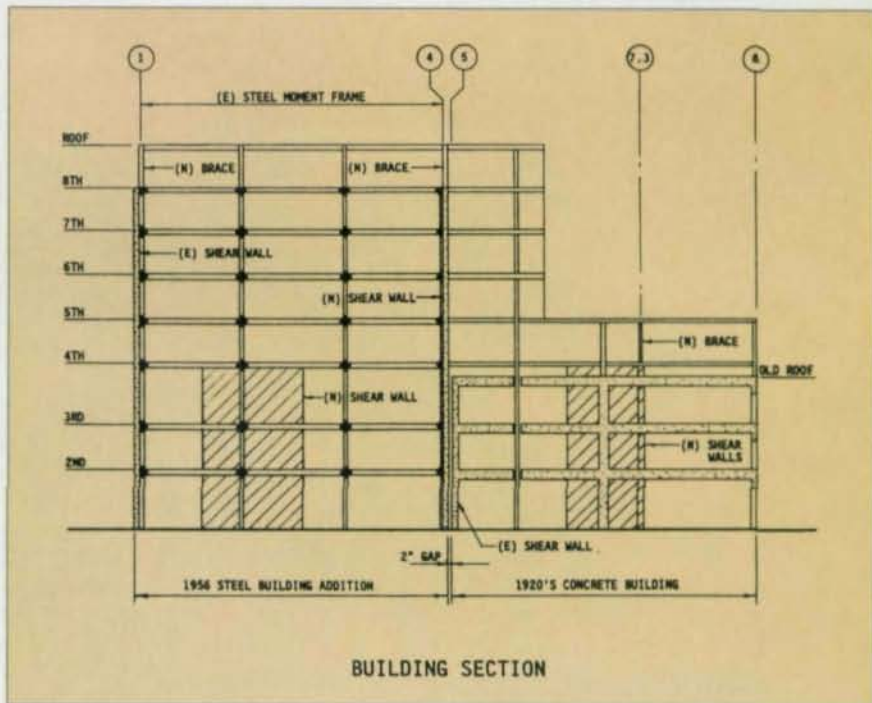 1
4
5
7.3
8
(E) STEEL MOMENT FRAME
ROOF
(N) BRACE
(N) BRACE
8TH
7TH
(E) SHEAR WALL
6TH
(N) SHEAR WALL
5TH
(N) BRACE
4TH
OLD ROOF
(N) SHEAR WALL
3RD
(N) SHEAR
WALLS
2ND
(E) SHEAR WALL
2" GAP
1956 STEEL BUILDING ADDITION
1920'S CONCRETE BUILDING
BUILDING SECTION